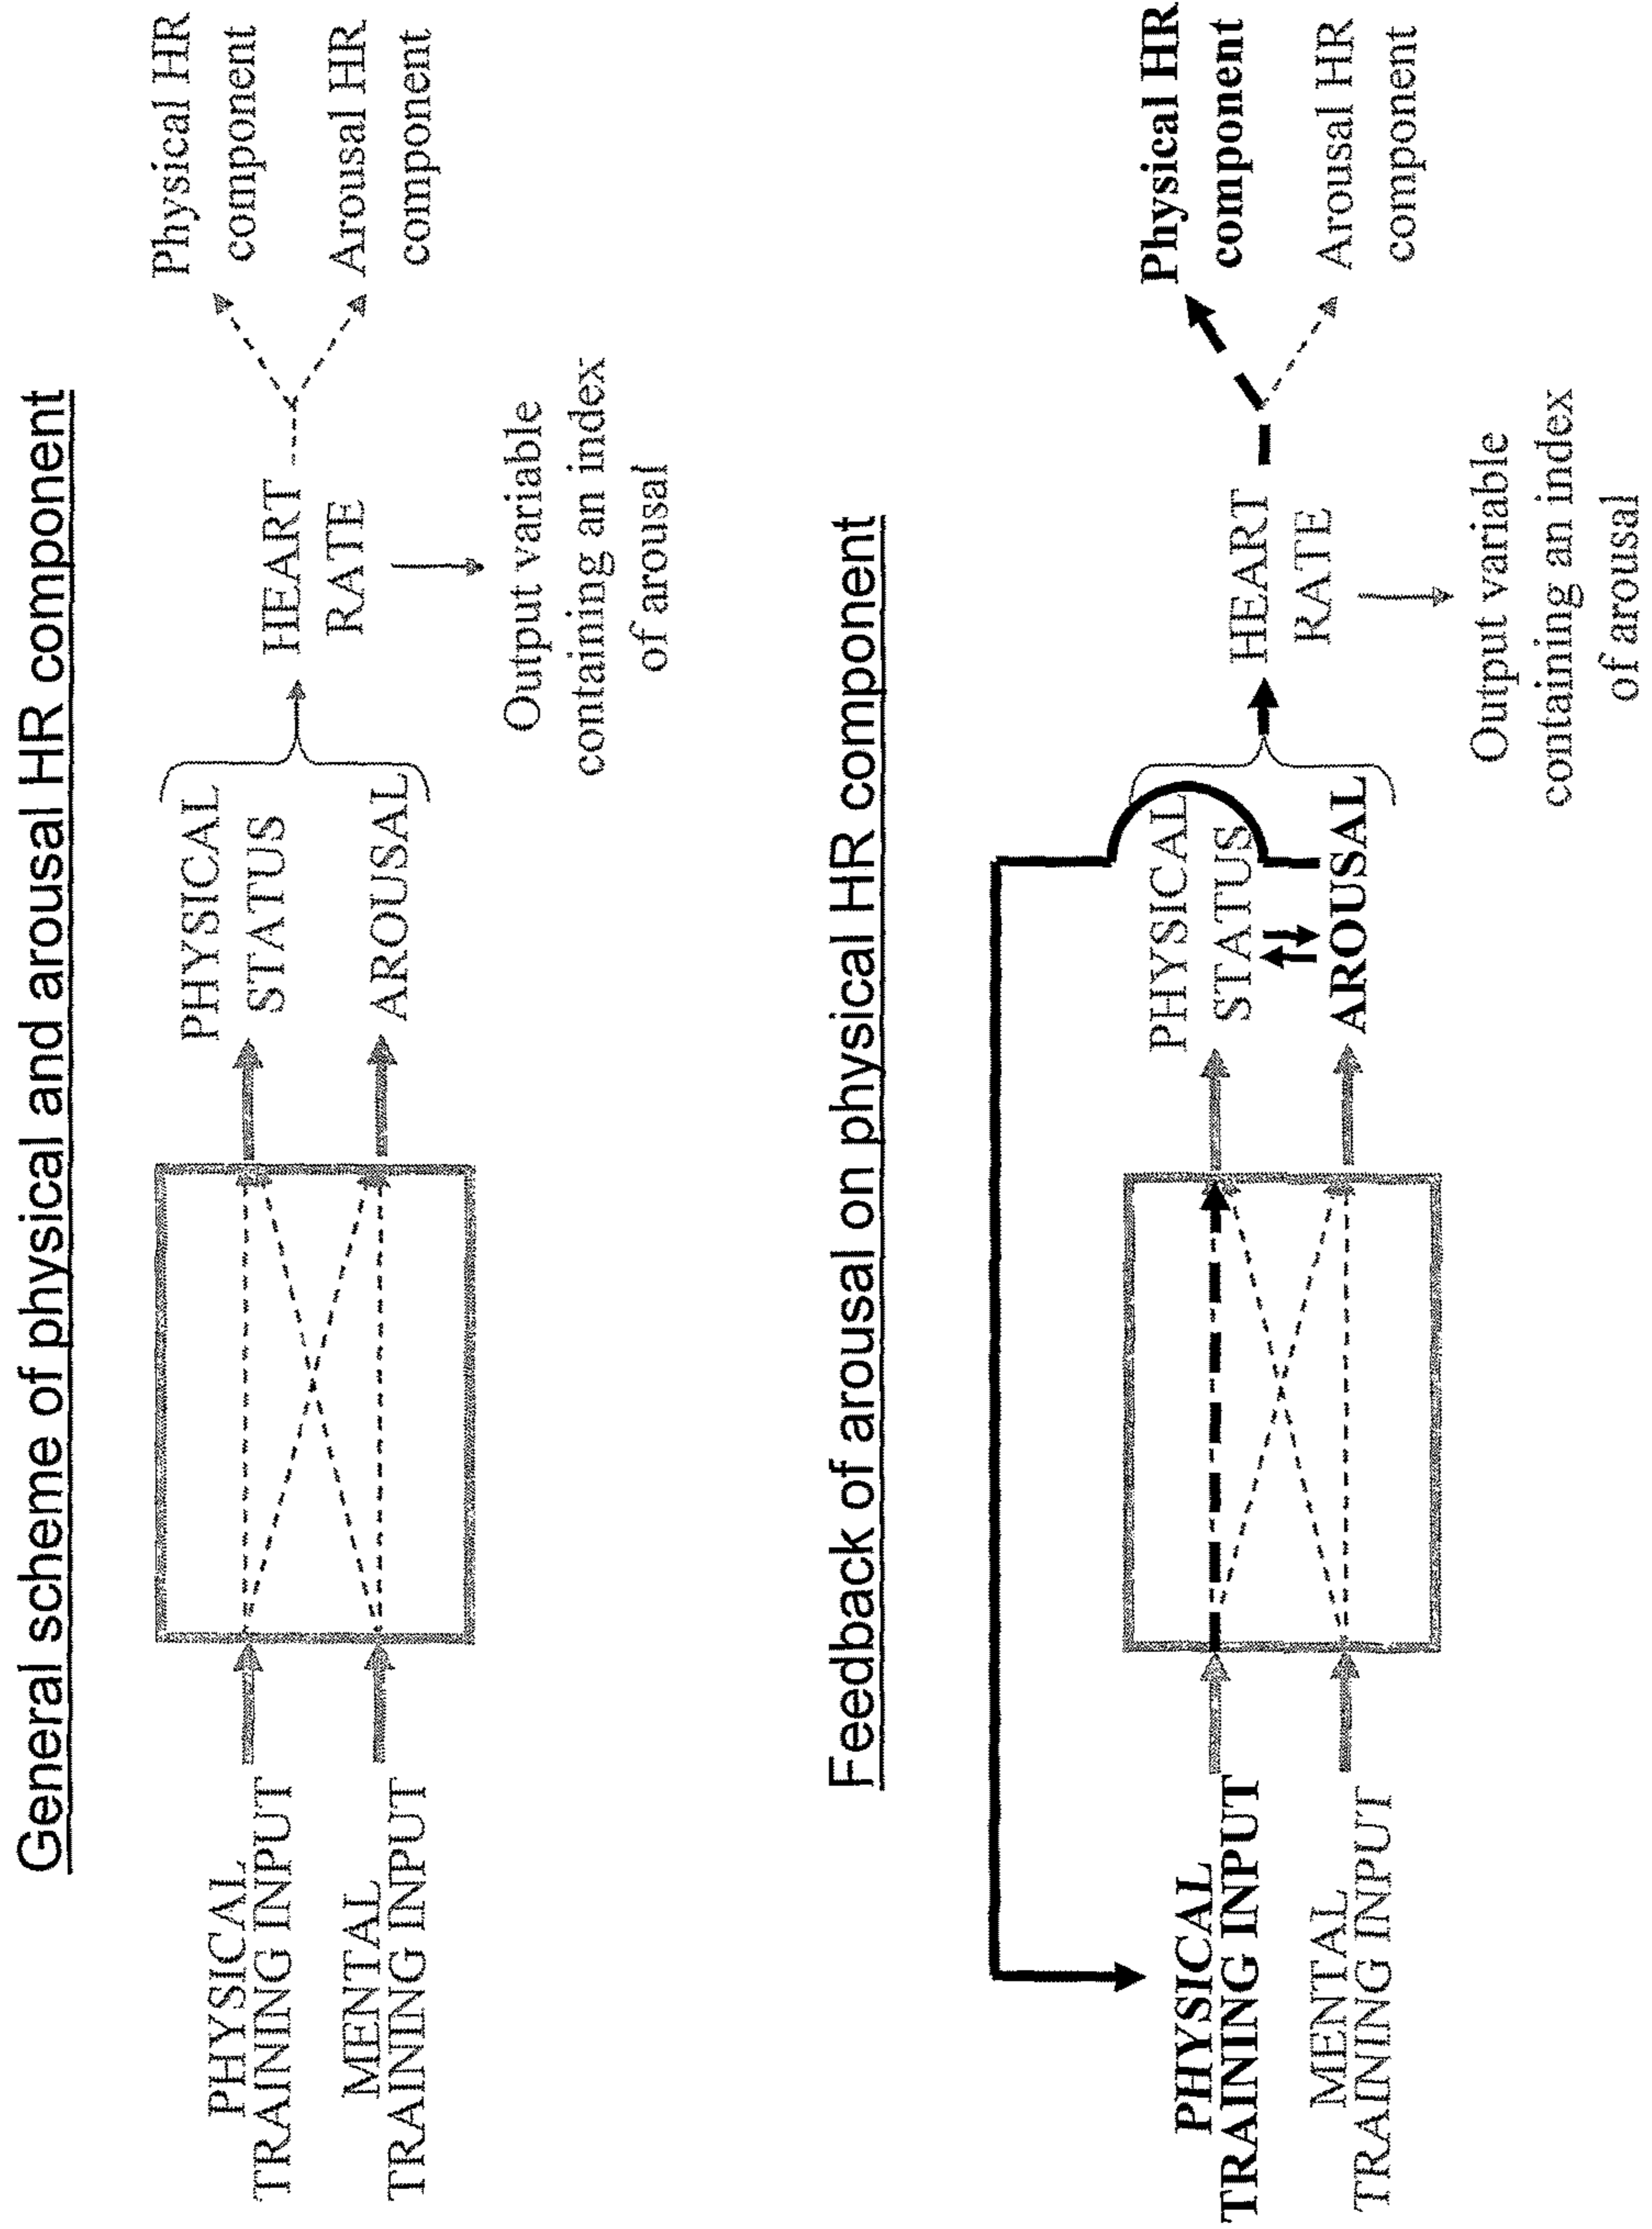 General scheme of physical and arousal HR component
PHYSICAL
TRAINING INPUT
MENTAL
TRAINING INPUT
PHYSICAL
STATUS
AROUSAL
HEART
RATE
Output variable
containing an index
of arousal
Physical HR
component
Arousal HR
component
Feedback of arousal on physical HR component
PHYSICAL
TRAINING INPUT
MENTAL
TRAINING INPUT
PHYSICAL
STATUS
AROUSAL
HEART
RATE
Output variable
containing an index
of arousal
Physical HR
component
Arousal HR
component